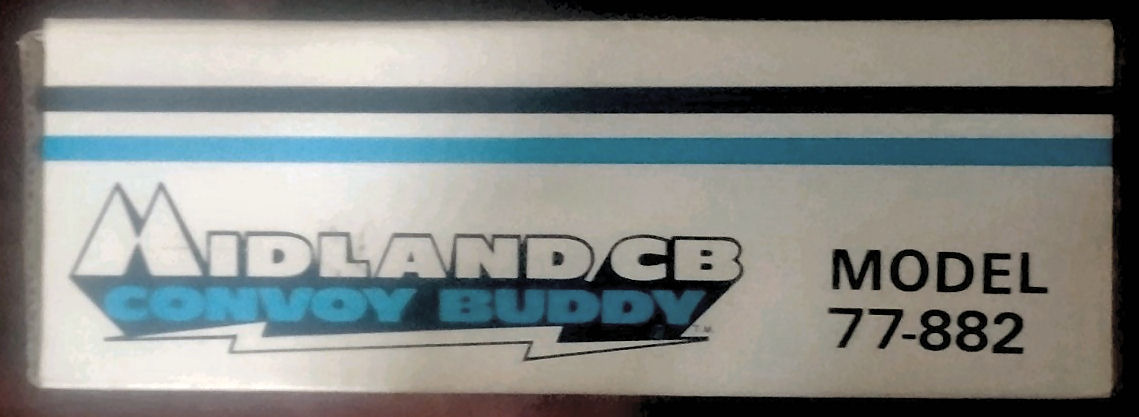 MIDLAND/CB
CONVOY BUDDY TM
MODEL
77-882